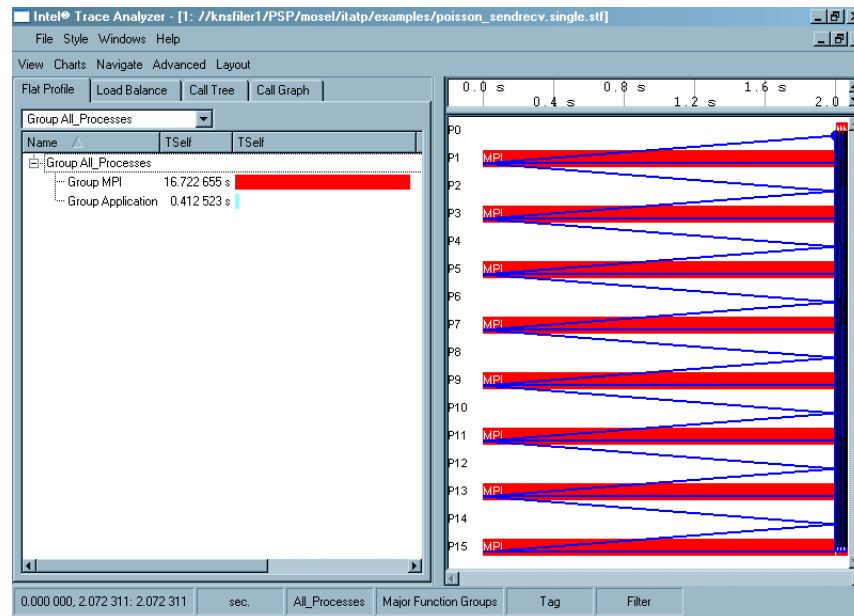 Intel® Trace Analyzer - [1: //knsfiler1/PSP/mosel/itatp/examples/poisson_sendrecv.single.stf]
File Style Windows Help
View Charts Navigate Advanced Layout
Flat Profile Load Balance Call Tree Call Graph
Group All_Processes
Name TSelf TSelf
Group All_Processes
Group MPI 16.722 655 s
Group Application 0.412 523 s
0.0 s 0.8 s 1.6 s
0.4 s 1.2 s 2.0
P0
P1 MPI
P2
P3 MPI
P4
P5 MPI
P6
P7 MPI
P8
P9 MPI
P10
P11 MPI
P12
P13 MPI
P14
P15 MPI
0.000 000, 2.072 311: 2.072 311 sec. All_Processes Major Function Groups Tag Filter